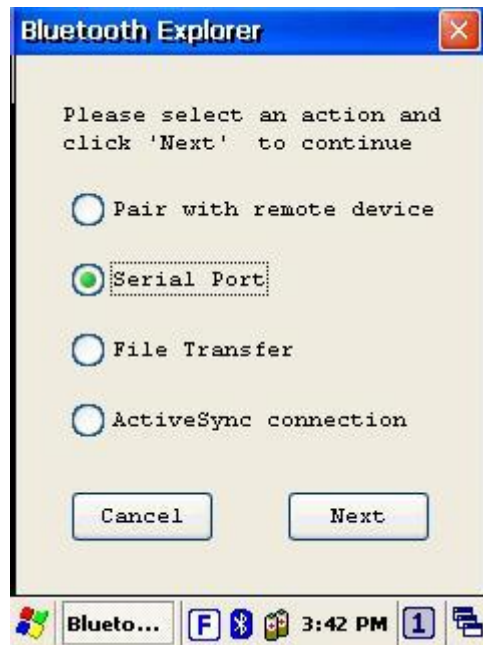 Bluetooth Explorer
Please select an action and
click 'Next' to continue
Pair with remote device
Serial Port
File Transfer
ActiveSync connection
Cancel
Next
Blueto...
F
3:42 PM
1